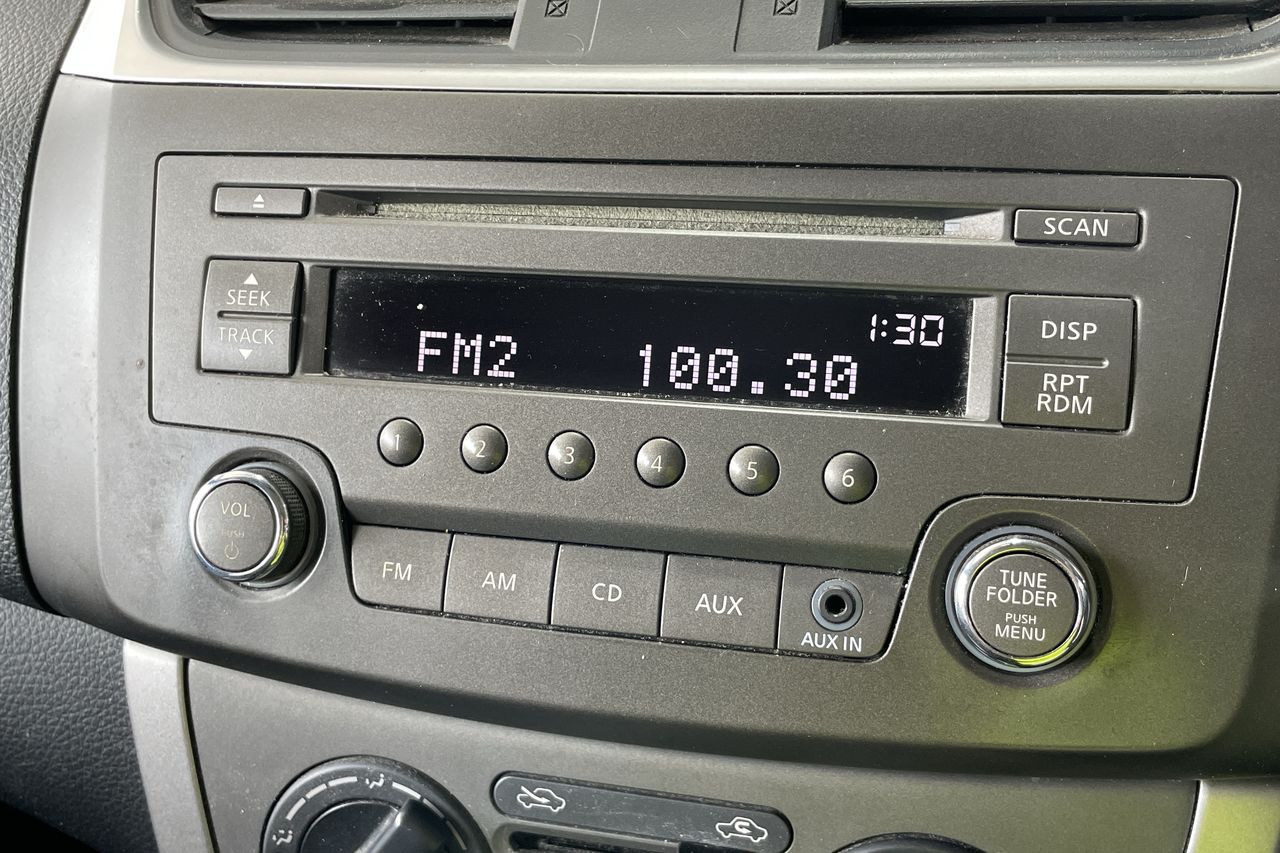 SCAN
SEEK
TRACK
1:30
FM2 100.30
DISP
RPT
RDM
1 2 3 4 5 6
VOL
PUSH
FM AM CD AUX
AUX IN
TUNE
FOLDER
PUSH
MENU